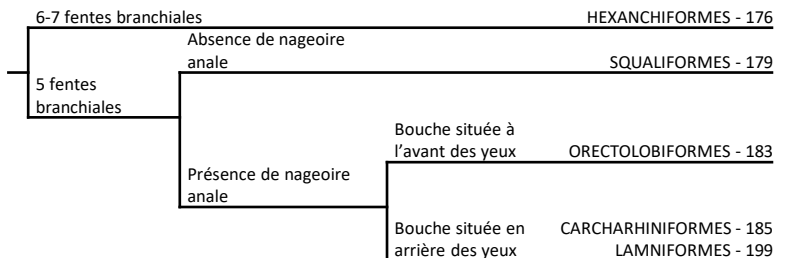 6-7 fentes branchiales HEXANCHIFORMES - 176
Absence de nageoire
anale SQUALIFORMES - 179
5 fentes
branchiales
Bouche située à
l'avant des yeux ORECTOLOBIFORMES - 183
Présence de nageoire
anale
Bouche située en CARCHARHINIFORMES - 185
arrière des yeux LAMNIFORMES - 199